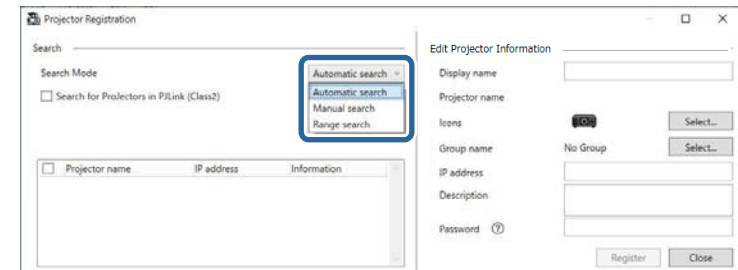 Projector Registration
Search
Search Mode
Automatic search
Automatic search
Manual search
Range search
Search for Prolectors in PJLink (Class2)
Projector name IP address Information
Edit Projector Information
Display name
Projector name
Icons Select...
Group name No Group Select...
IP address
Description
Password ?
Register Close